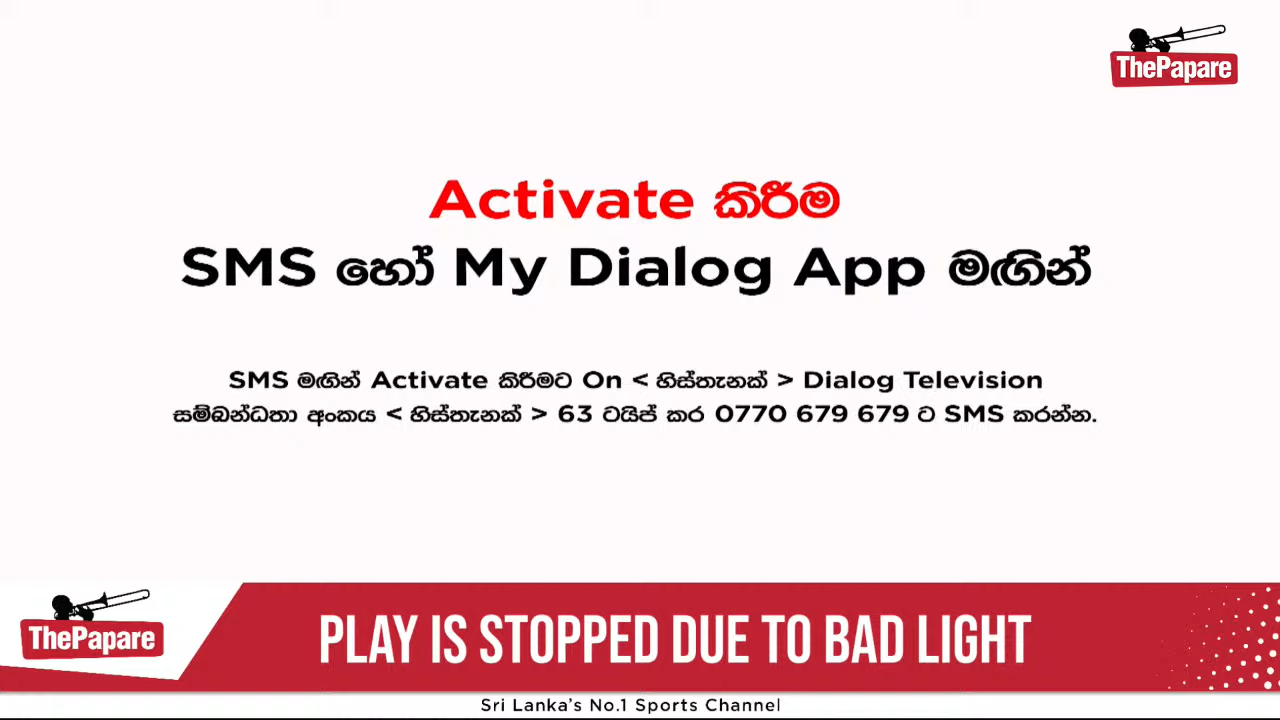 ThePapare
Activate කිරීම
SMS හෝ My Dialog App මඟින්
SMS මඟින් Activate කිරීමට On < හිස්තැනක් > Dialog Television
සම්බන්ධතා අංකය < හිස්තැනක් > 63 ටයිප් කර 0770 679 679 ට SMS කරන්න.
ThePapare
PLAY IS STOPPED DUE TO BAD LIGHT
Sri Lanka's No.1 Sports Channel